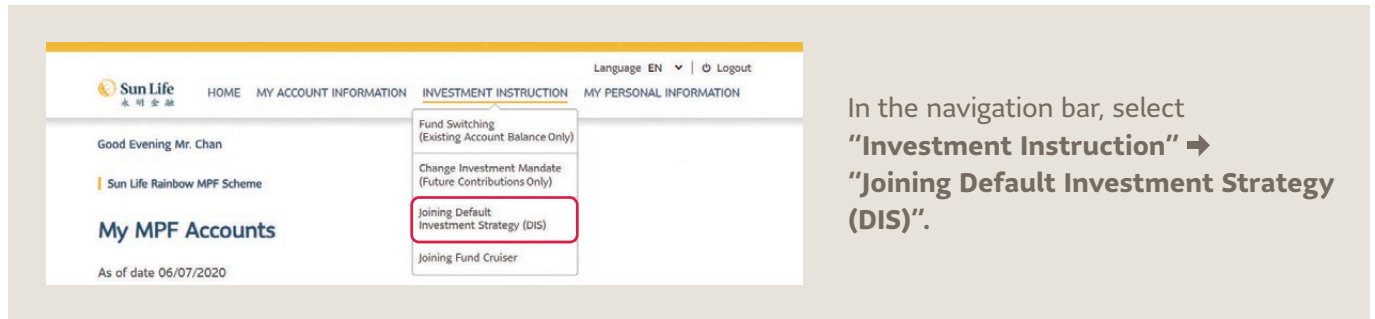 Language EN | Logout
Sun Life
永明金融
HOME MY ACCOUNT INFORMATION INVESTMENT INSTRUCTION MY PERSONAL INFORMATION
Good Evening Mr. Chan
Sun Life Rainbow MPF Scheme
My MPF Accounts
As of date 06/07/2020
Fund Switching
(Existing Account Balance Only)
Change Investment Mandate
(Future Contributions Only)
Joining Default
Investment Strategy (DIS)
Joining Fund Cruiser
In the navigation bar, select
“Investment Instruction” ➡
“Joining Default Investment Strategy
(DIS)”.